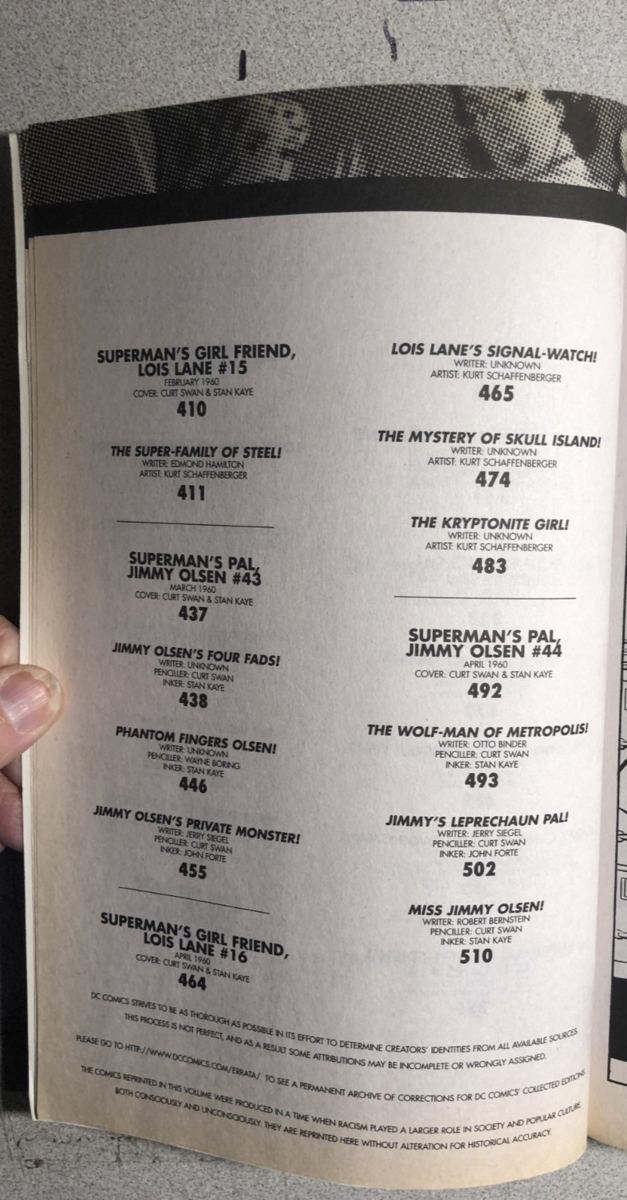 SUPERMAN'S GIRL FRIEND,
LOIS LANE #15
FEBRUARY 1960
COVER: CURT SWAN & STAN KAYE
410
THE SUPER-FAMILY OF STEEL!
WRITER: EDMOND HAMILTON
ARTIST: KURT SCHAFFENBERGER
411
SUPERMAN'S PAL,
JIMMY OLSEN #43
MARCH 1960
COVER: CURT SWAN & STAN KAYE
437
JIMMY OLSEN'S FOUR FADS!
WRITER: UNKNOWN
PENCILLER: CURT SWAN
INKER: STAN KAYE
438
PHANTOM FINGERS OLSEN!
WRITER: UNKNOWN
PENCILLER: WAYNE BORING
INKER: STAN KAYE
446
JIMMY OLSEN'S PRIVATE MONSTER!
WRITER: JERRY SIEGEL
PENCILLER: CURT SWAN
INKER: JOHN FORTE
455
SUPERMAN'S GIRL FRIEND,
LOIS LANE #16
APRIL 1960
COVER: CURT SWAN & STAN KAYE
464
LOIS LANE'S SIGNAL-WATCH!
WRITER: UNKNOWN
ARTIST: KURT SCHAFFENBERGER
465
THE MYSTERY OF SKULL ISLAND!
WRITER: UNKNOWN
ARTIST: KURT SCHAFFENBERGER
474
THE KRYPTONITE GIRL!
WRITER: UNKNOWN
ARTIST: KURT SCHAFFENBERGER
483
SUPERMAN'S PAL,
JIMMY OLSEN #44
APRIL 1960
COVER: CURT SWAN & STAN KAYE
492
THE WOLF-MAN OF METROPOLIS!
WRITER: OTTO BINDER
PENCILLER: CURT SWAN
INKER: STAN KAYE
493
JIMMY'S LEPRECHAUN PAL!
WRITER: JERRY SIEGEL
PENCILLER: CURT SWAN
INKER: JOHN FORTE
502
MISS JIMMY OLSEN!
WRITER: ROBERT BERNSTEIN
PENCILLER: CURT SWAN
INKER: STAN KAYE
510
DC COMICS STRIVES TO BE AS THOROUGH AS POSSIBLE IN ITS EFFORT TO DETERMINE CREATORS' IDENTITIES FROM ALL AVAILABLE SOURCES.
THIS PROCESS IS NOT PERFECT, AND AS A RESULT SOME ATTRIBUTIONS MAY BE INCOMPLETE OR WRONGLY ASSIGNED.
PLEASE GO TO HTTP://WWW.DCCOMICS.COM/ERRATA/ TO SEE A PERMANENT ARCHIVE OF CORRECTIONS FOR DC COMICS' COLLECTED EDITIONS.
THE COMICS REPRINTED IN THIS VOLUME WERE PRODUCED IN A TIME WHEN RACISM PLAYED A LARGER ROLE IN SOCIETY AND POPULAR CULTURE,
BOTH CONSCIOUSLY AND UNCONSCIOUSLY. THEY ARE REPRINTED HERE WITHOUT ALTERATION FOR HISTORICAL ACCURACY.